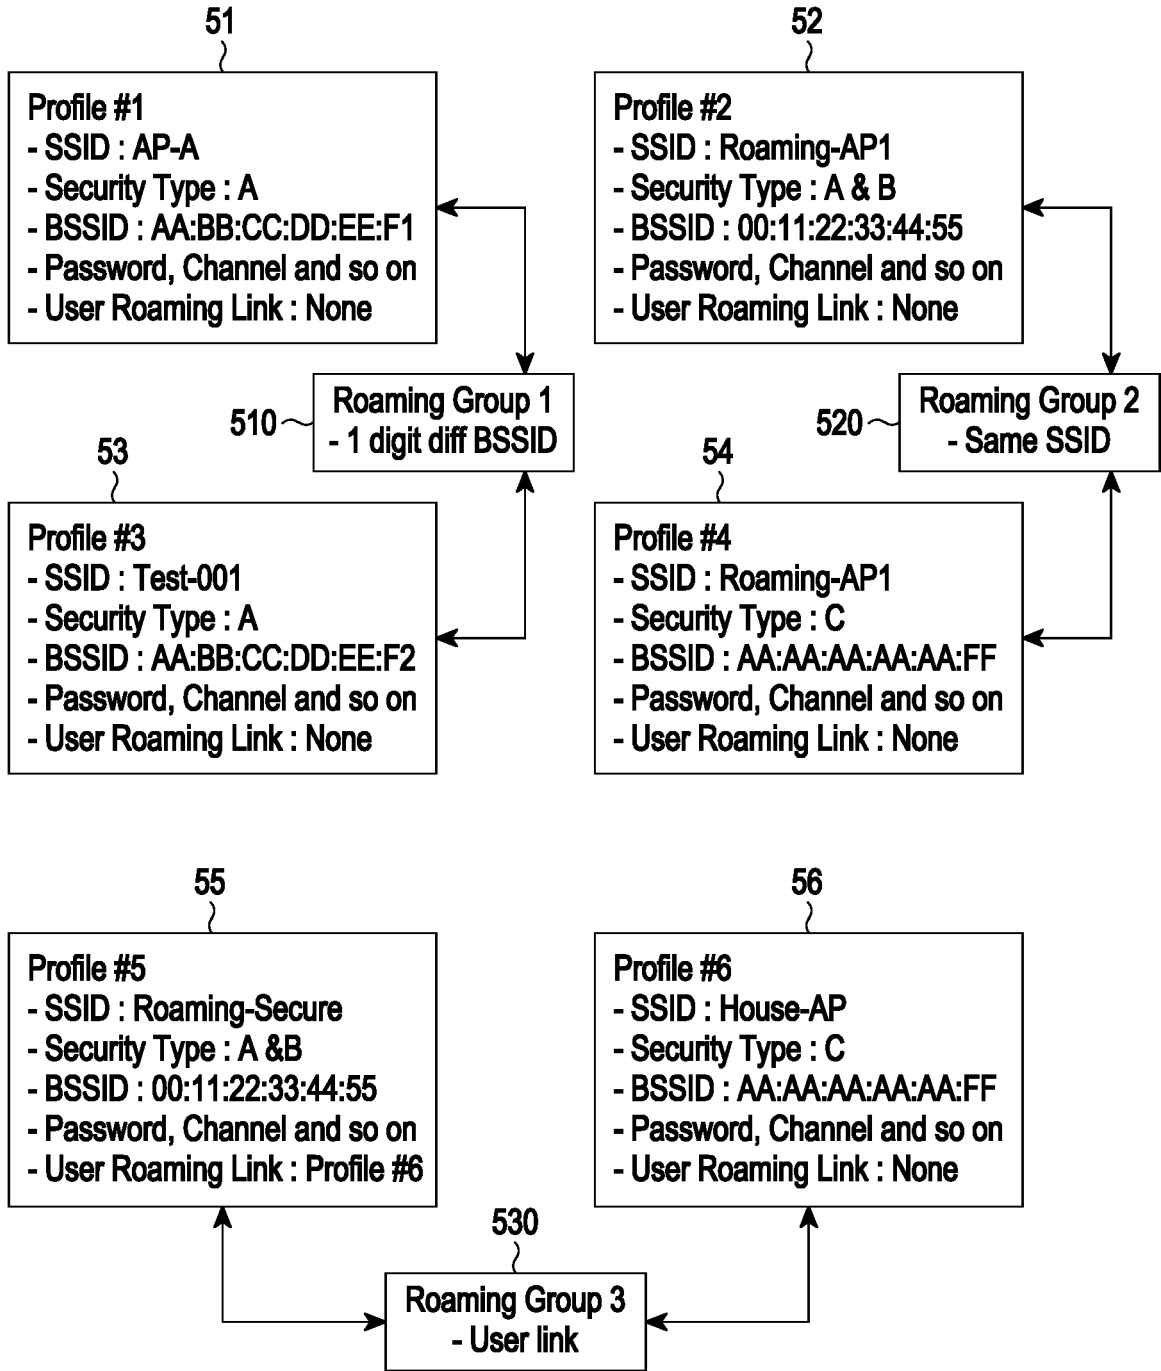 51
Profile #1
- SSID : AP-A
- Security Type : A
- BSSID : AA:BB:CC:DD:EE:F1
- Password, Channel and so on
- User Roaming Link : None
52
Profile #2
- SSID : Roaming-AP1
- Security Type : A & B
- BSSID : 00:11:22:33:44:55
- Password, Channel and so on
- User Roaming Link : None
510
Roaming Group 1
- 1 digit diff BSSID
520
Roaming Group 2
- Same SSID
53
Profile #3
- SSID : Test-001
- Security Type : A
- BSSID : AA:BB:CC:DD:EE:F2
- Password, Channel and so on
- User Roaming Link : None
54
Profile #4
- SSID : Roaming-AP1
- Security Type : C
- BSSID : AA:AA:AA:AA:AA:FF
- Password, Channel and so on
- User Roaming Link : None
55
Profile #5
- SSID : Roaming-Secure
- Security Type : A &B
- BSSID : 00:11:22:33:44:55
- Password, Channel and so on
- User Roaming Link : Profile #6
56
Profile #6
- SSID : House-AP
- Security Type : C
- BSSID : AA:AA:AA:AA:AA:FF
- Password, Channel and so on
- User Roaming Link : None
530
Roaming Group 3
- User link